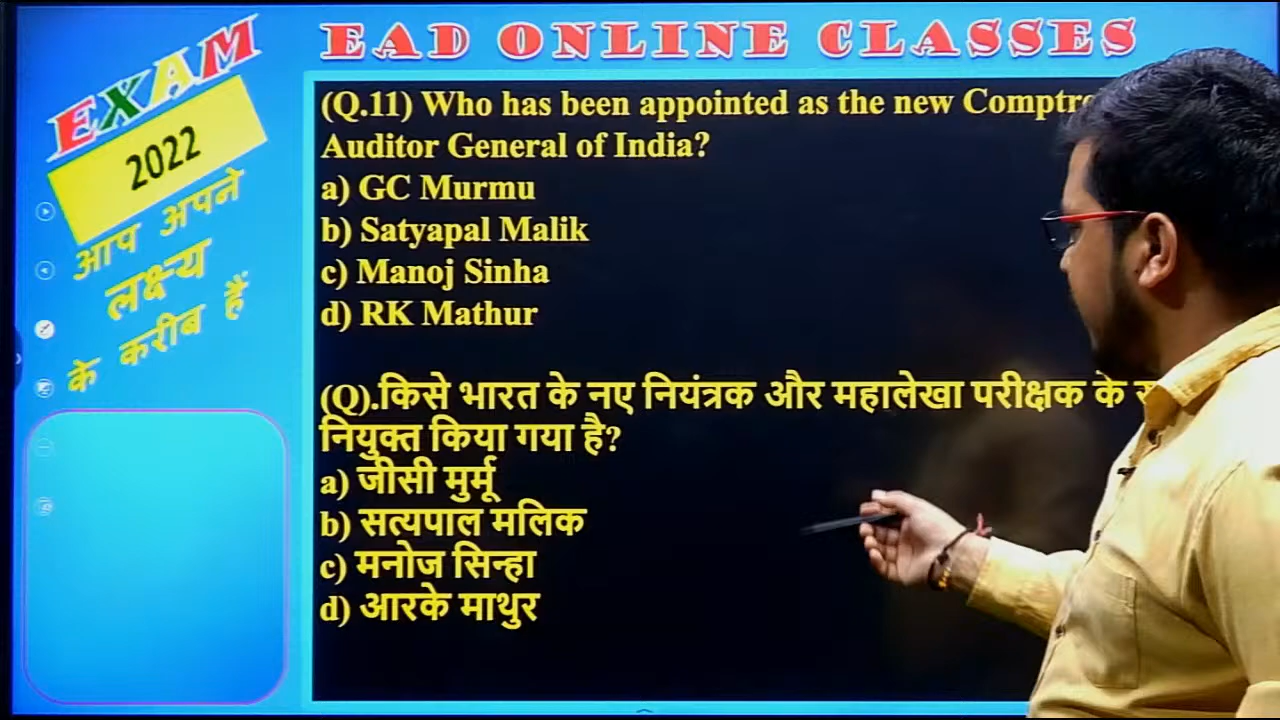 EAD ONLINE CLASSES
EXAM
2022
आप अपने
लक्ष्य
के करीब हैं
(Q.11) Who has been appointed as the new
Auditor General of India?
a) GC Murmu
b) Satyapal Malik
c) Manoj Sinha
d) RK Mathur
(Q).किसे भारत के नए नियंत्रक और महालेखा परीक्षक के
नियुक्त किया गया है?
a) जीसी मुर्मू
b) सत्यपाल मलिक
c) मनोज सिन्हा
d) आरके माथुर